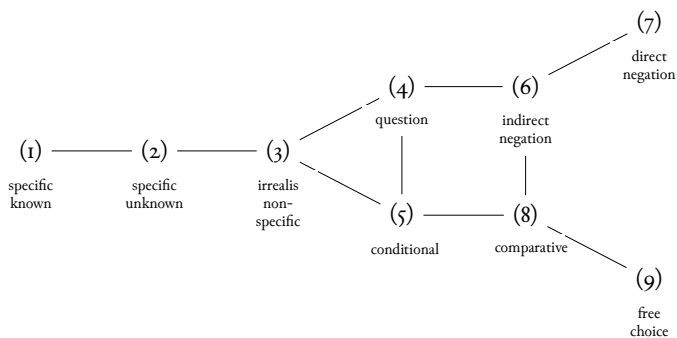 (7)
direct
negation
(4)
question
(6)
indirect
negation
(1)
specific
known
(2)
specific
unknown
(3)
irrealis
non-
specific
(5)
conditional
(8)
comparative
(9)
free
choice